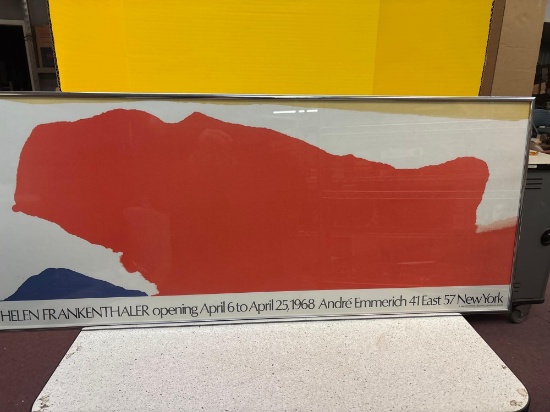 HELEN FRANKENTHALER opening April 6 to April 25, 1968 André Emmerich 41 East 57 New York